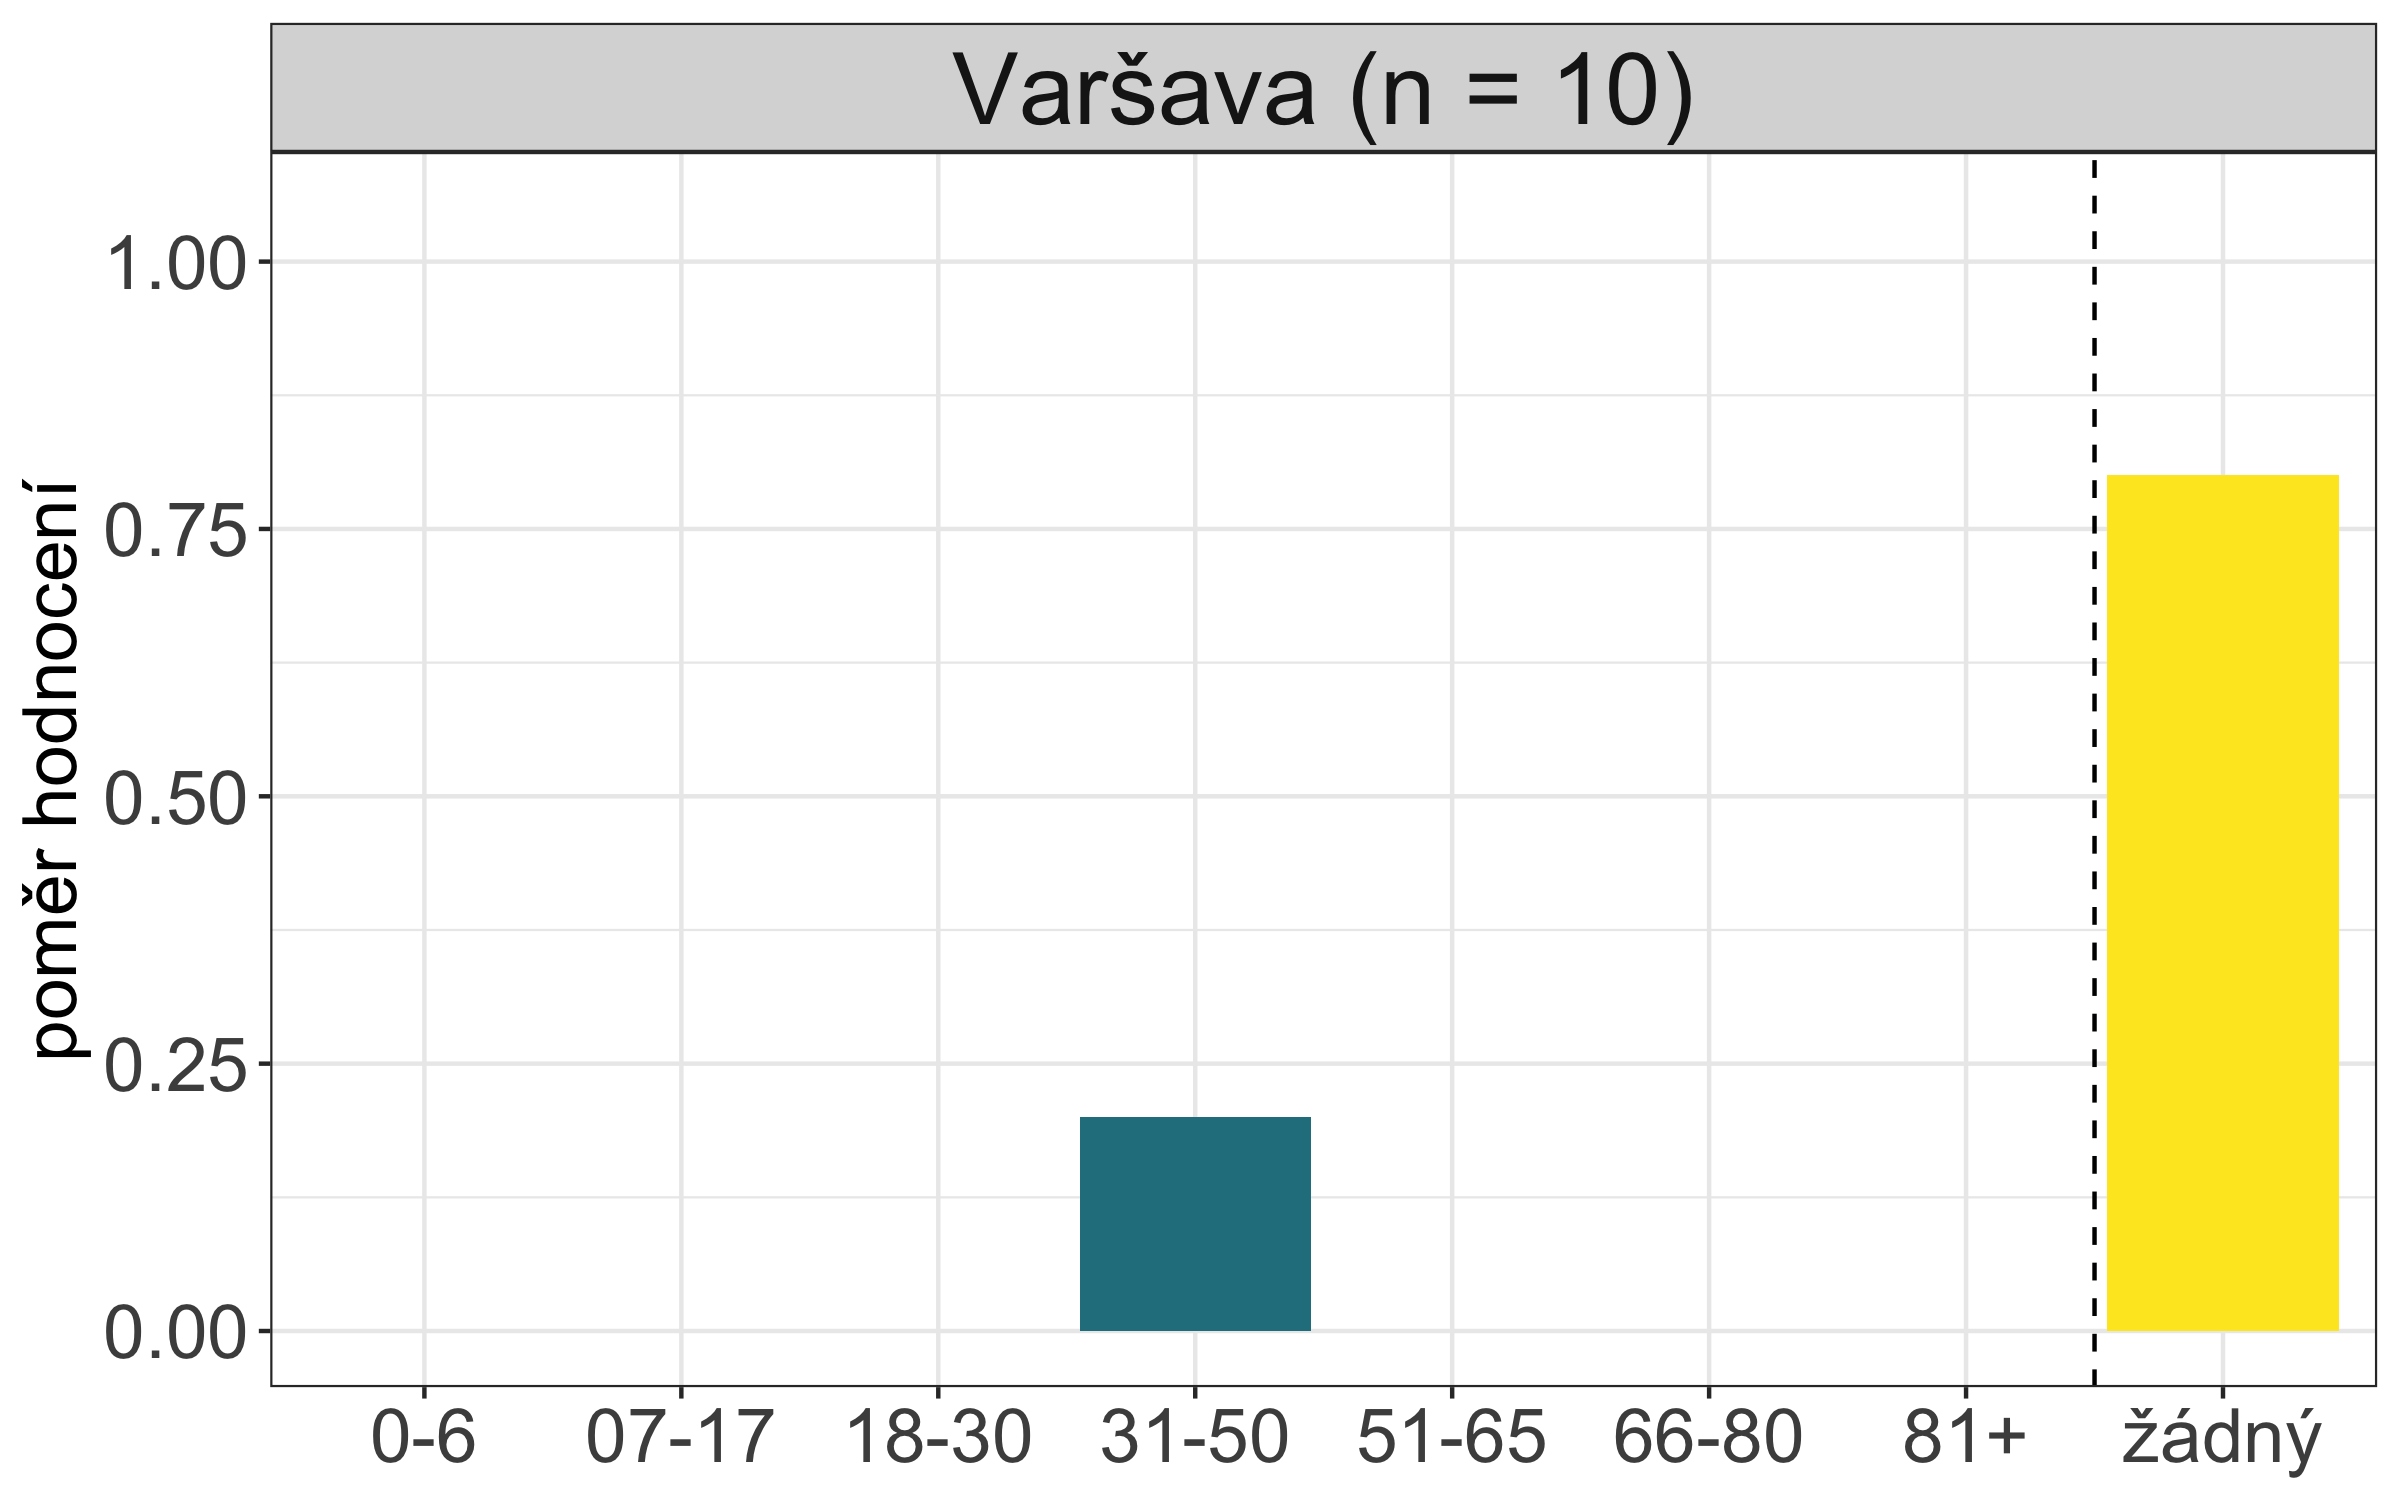 Varšava (n = 10)
poměr hodnocení
1.00
0.75
0.50
0.25
0.00
0-6 07-17 18-30 31-50 51-65 66-80 81+ žádný